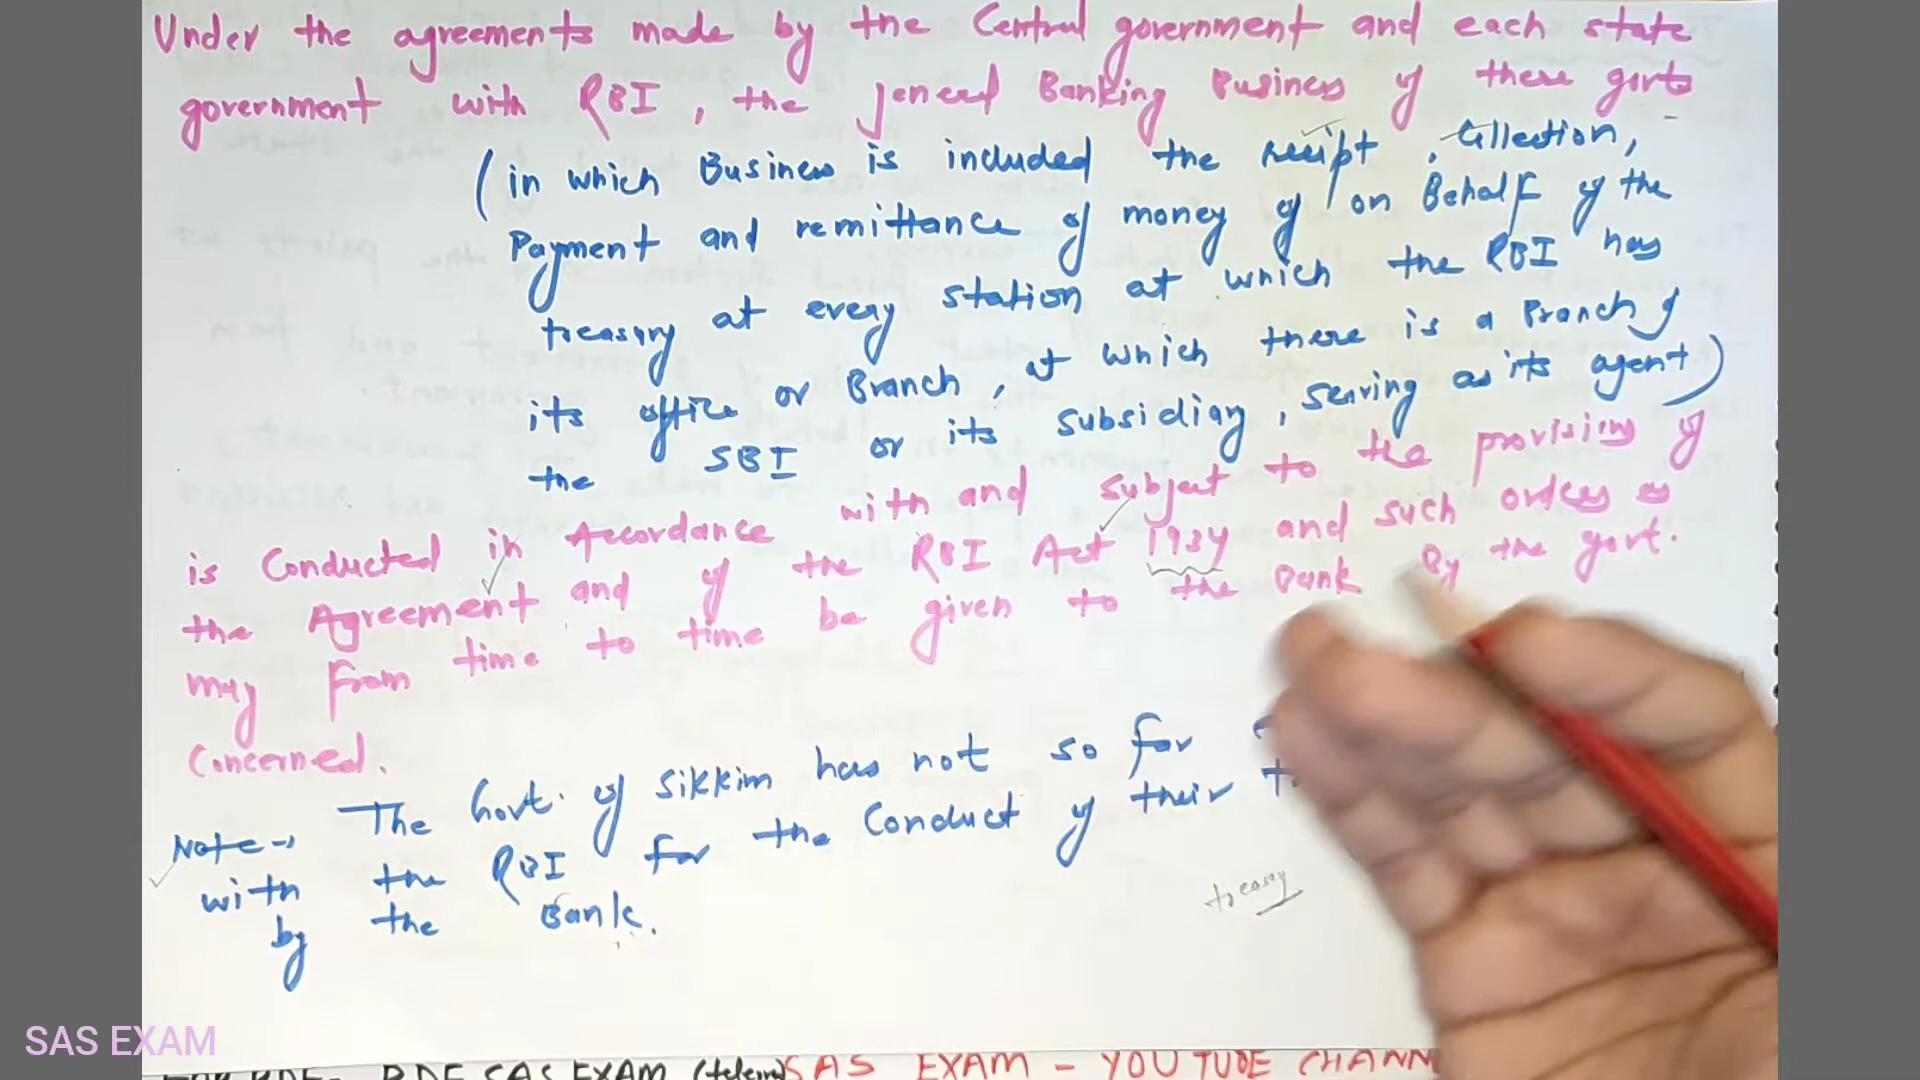 Under the agreements made by the Central government and each state
government with RBI, the general Banking Business of these govts
(in which Business is included the receipt, Collection,
Payment and remittance of money of on Behalf of the
treasury at every station at which the RBI has
its office or Branch, at which there is a Branch of
the SBI or its subsidiary, serving as its agent)
is Conducted in Accordance with and subject to the provisions of
the Agreement and of the RBI Act 1934 and such orders as
may from time to time be given to the Bank By the govt.
Concerned.
Note → The Govt. of Sikkim has not so far
with the RBI for the Conduct of their
by the Bank.
treasury
SAS EXAM
PDF SAS EXAM SAS EXAM - YOUTUBE CHANN